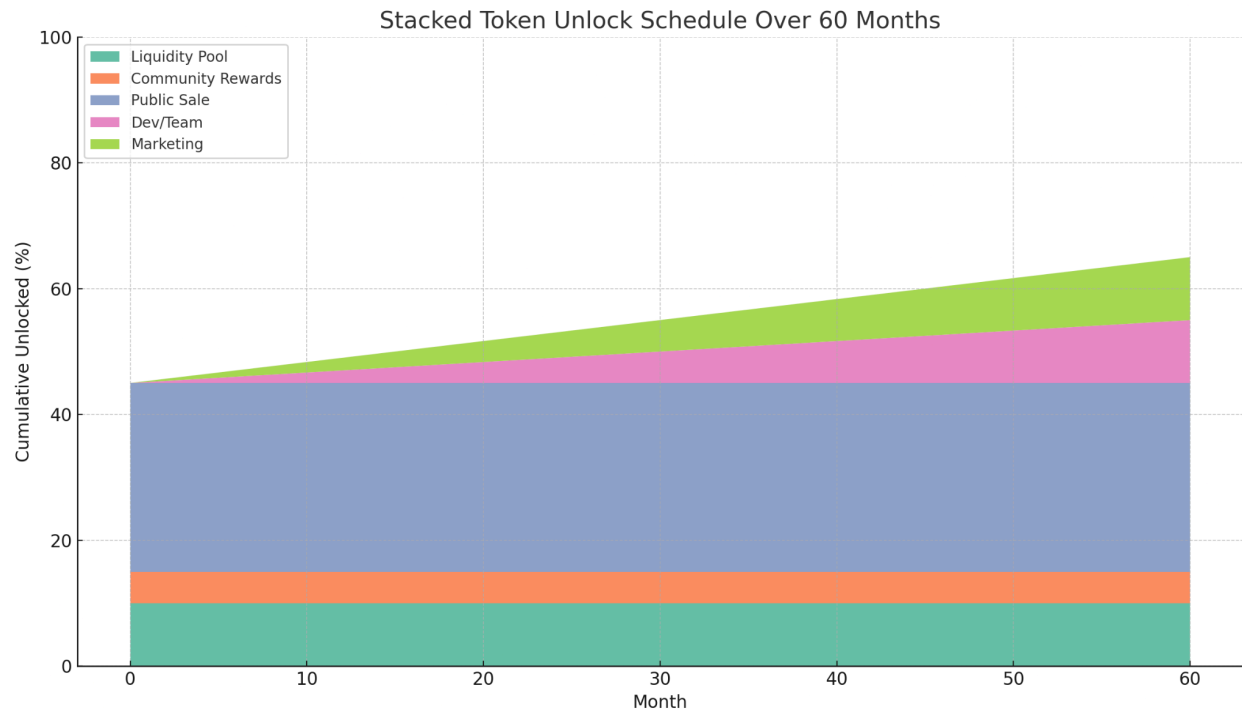 Stacked Token Unlock Schedule Over 60 Months
Liquidity Pool
Community Rewards
Public Sale
Dev/Team
Marketing
Cumulative Unlocked (%)
100
80
60
40
20
0
0 10 20 30 40 50 60
Month